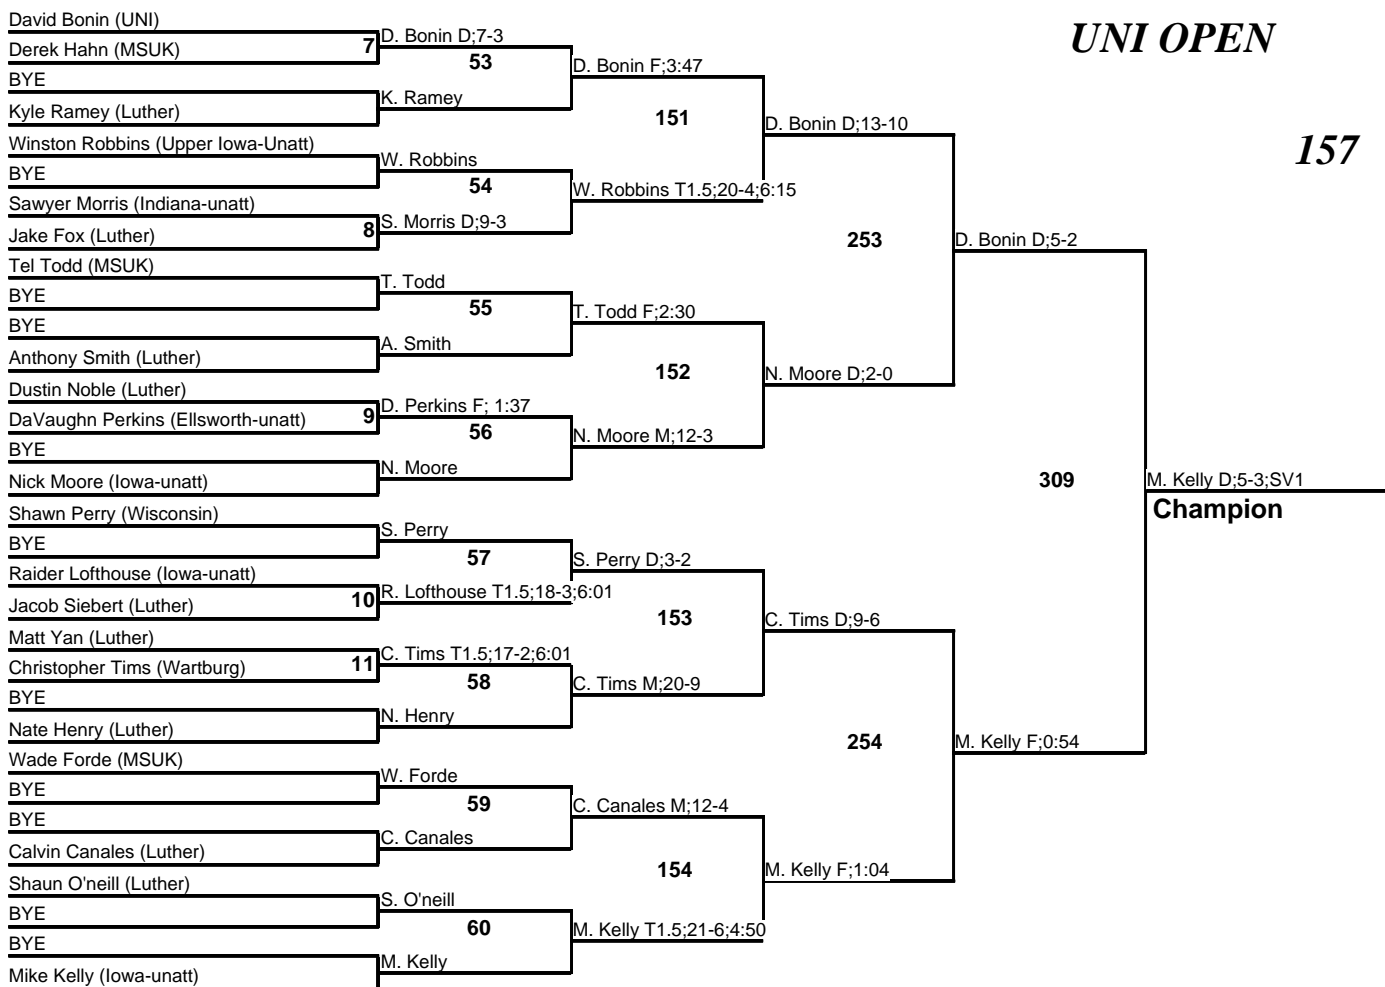 UNI OPEN
157
David Bonin (UNI)
Derek Hahn (MSUK)
BYE
Kyle Ramey (Luther)
Winston Robbins (Upper Iowa-Unatt)
BYE
Sawyer Morris (Indiana-unatt)
Jake Fox (Luther)
Tel Todd (MSUK)
BYE
BYE
Anthony Smith (Luther)
Dustin Noble (Luther)
DaVaughn Perkins (Ellsworth-unatt)
BYE
Nick Moore (Iowa-unatt)
Shawn Perry (Wisconsin)
BYE
Raider Lofthouse (Iowa-unatt)
Jacob Siebert (Luther)
Matt Yan (Luther)
Christopher Tims (Wartburg)
BYE
Nate Henry (Luther)
Wade Forde (MSUK)
BYE
BYE
Calvin Canales (Luther)
Shaun O'neill (Luther)
BYE
BYE
Mike Kelly (Iowa-unatt)
7
8
9
10
11
D. Bonin D;7-3
53
K. Ramey
W. Robbins
54
S. Morris D;9-3
T. Todd
55
A. Smith
D. Perkins F; 1:37
56
N. Moore
S. Perry
57
R. Lofthouse T1.5;18-3;6:01
C. Tims T1.5;17-2;6:01
58
N. Henry
W. Forde
59
C. Canales
S. O'neill
60
M. Kelly
D. Bonin F;3:47
151
W. Robbins T1.5;20-4;6:15
T. Todd F;2:30
152
N. Moore M;12-3
S. Perry D;3-2
153
C. Tims M;20-9
C. Canales M;12-4
154
M. Kelly T1.5;21-6;4:50
D. Bonin D;13-10
253
N. Moore D;2-0
C. Tims D;9-6
254
M. Kelly F;1:04
D. Bonin D;5-2
309
M. Kelly F;0:54
M. Kelly D;5-3;SV1
Champion